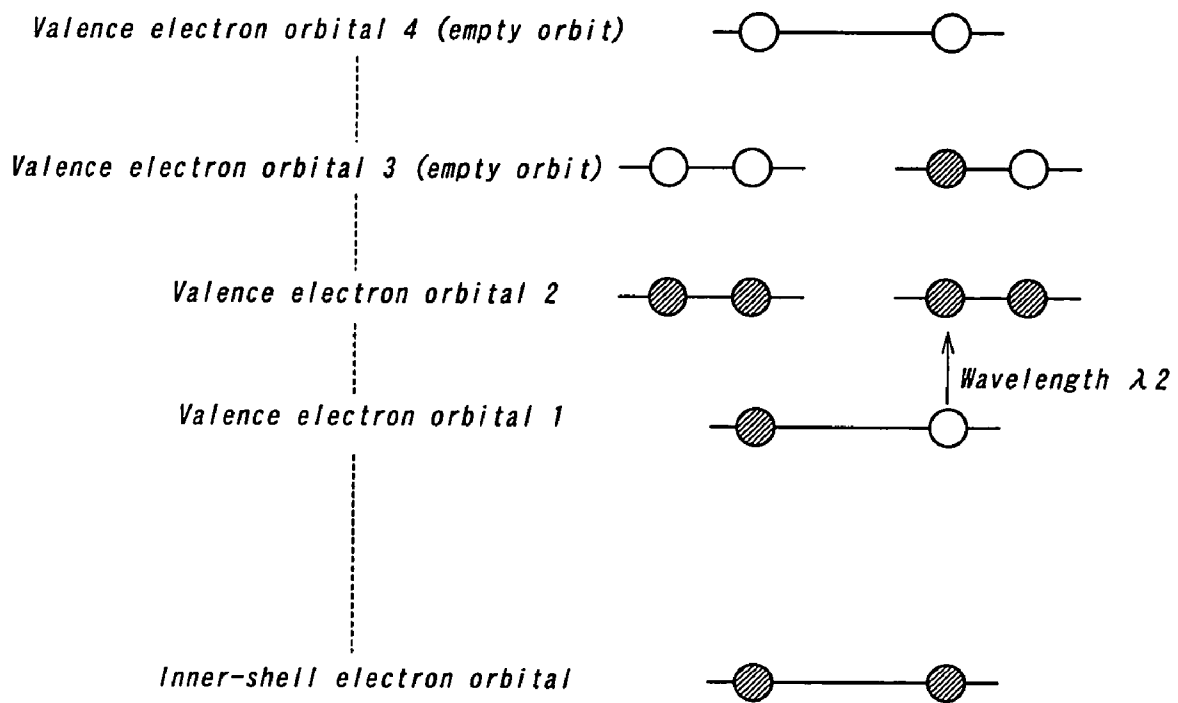 Valence electron orbital 4 (empty orbit)
Valence electron orbital 3 (empty orbit)
Valence electron orbital 2
Wavelength λ2
Valence electron orbital 1
Inner-shell electron orbital